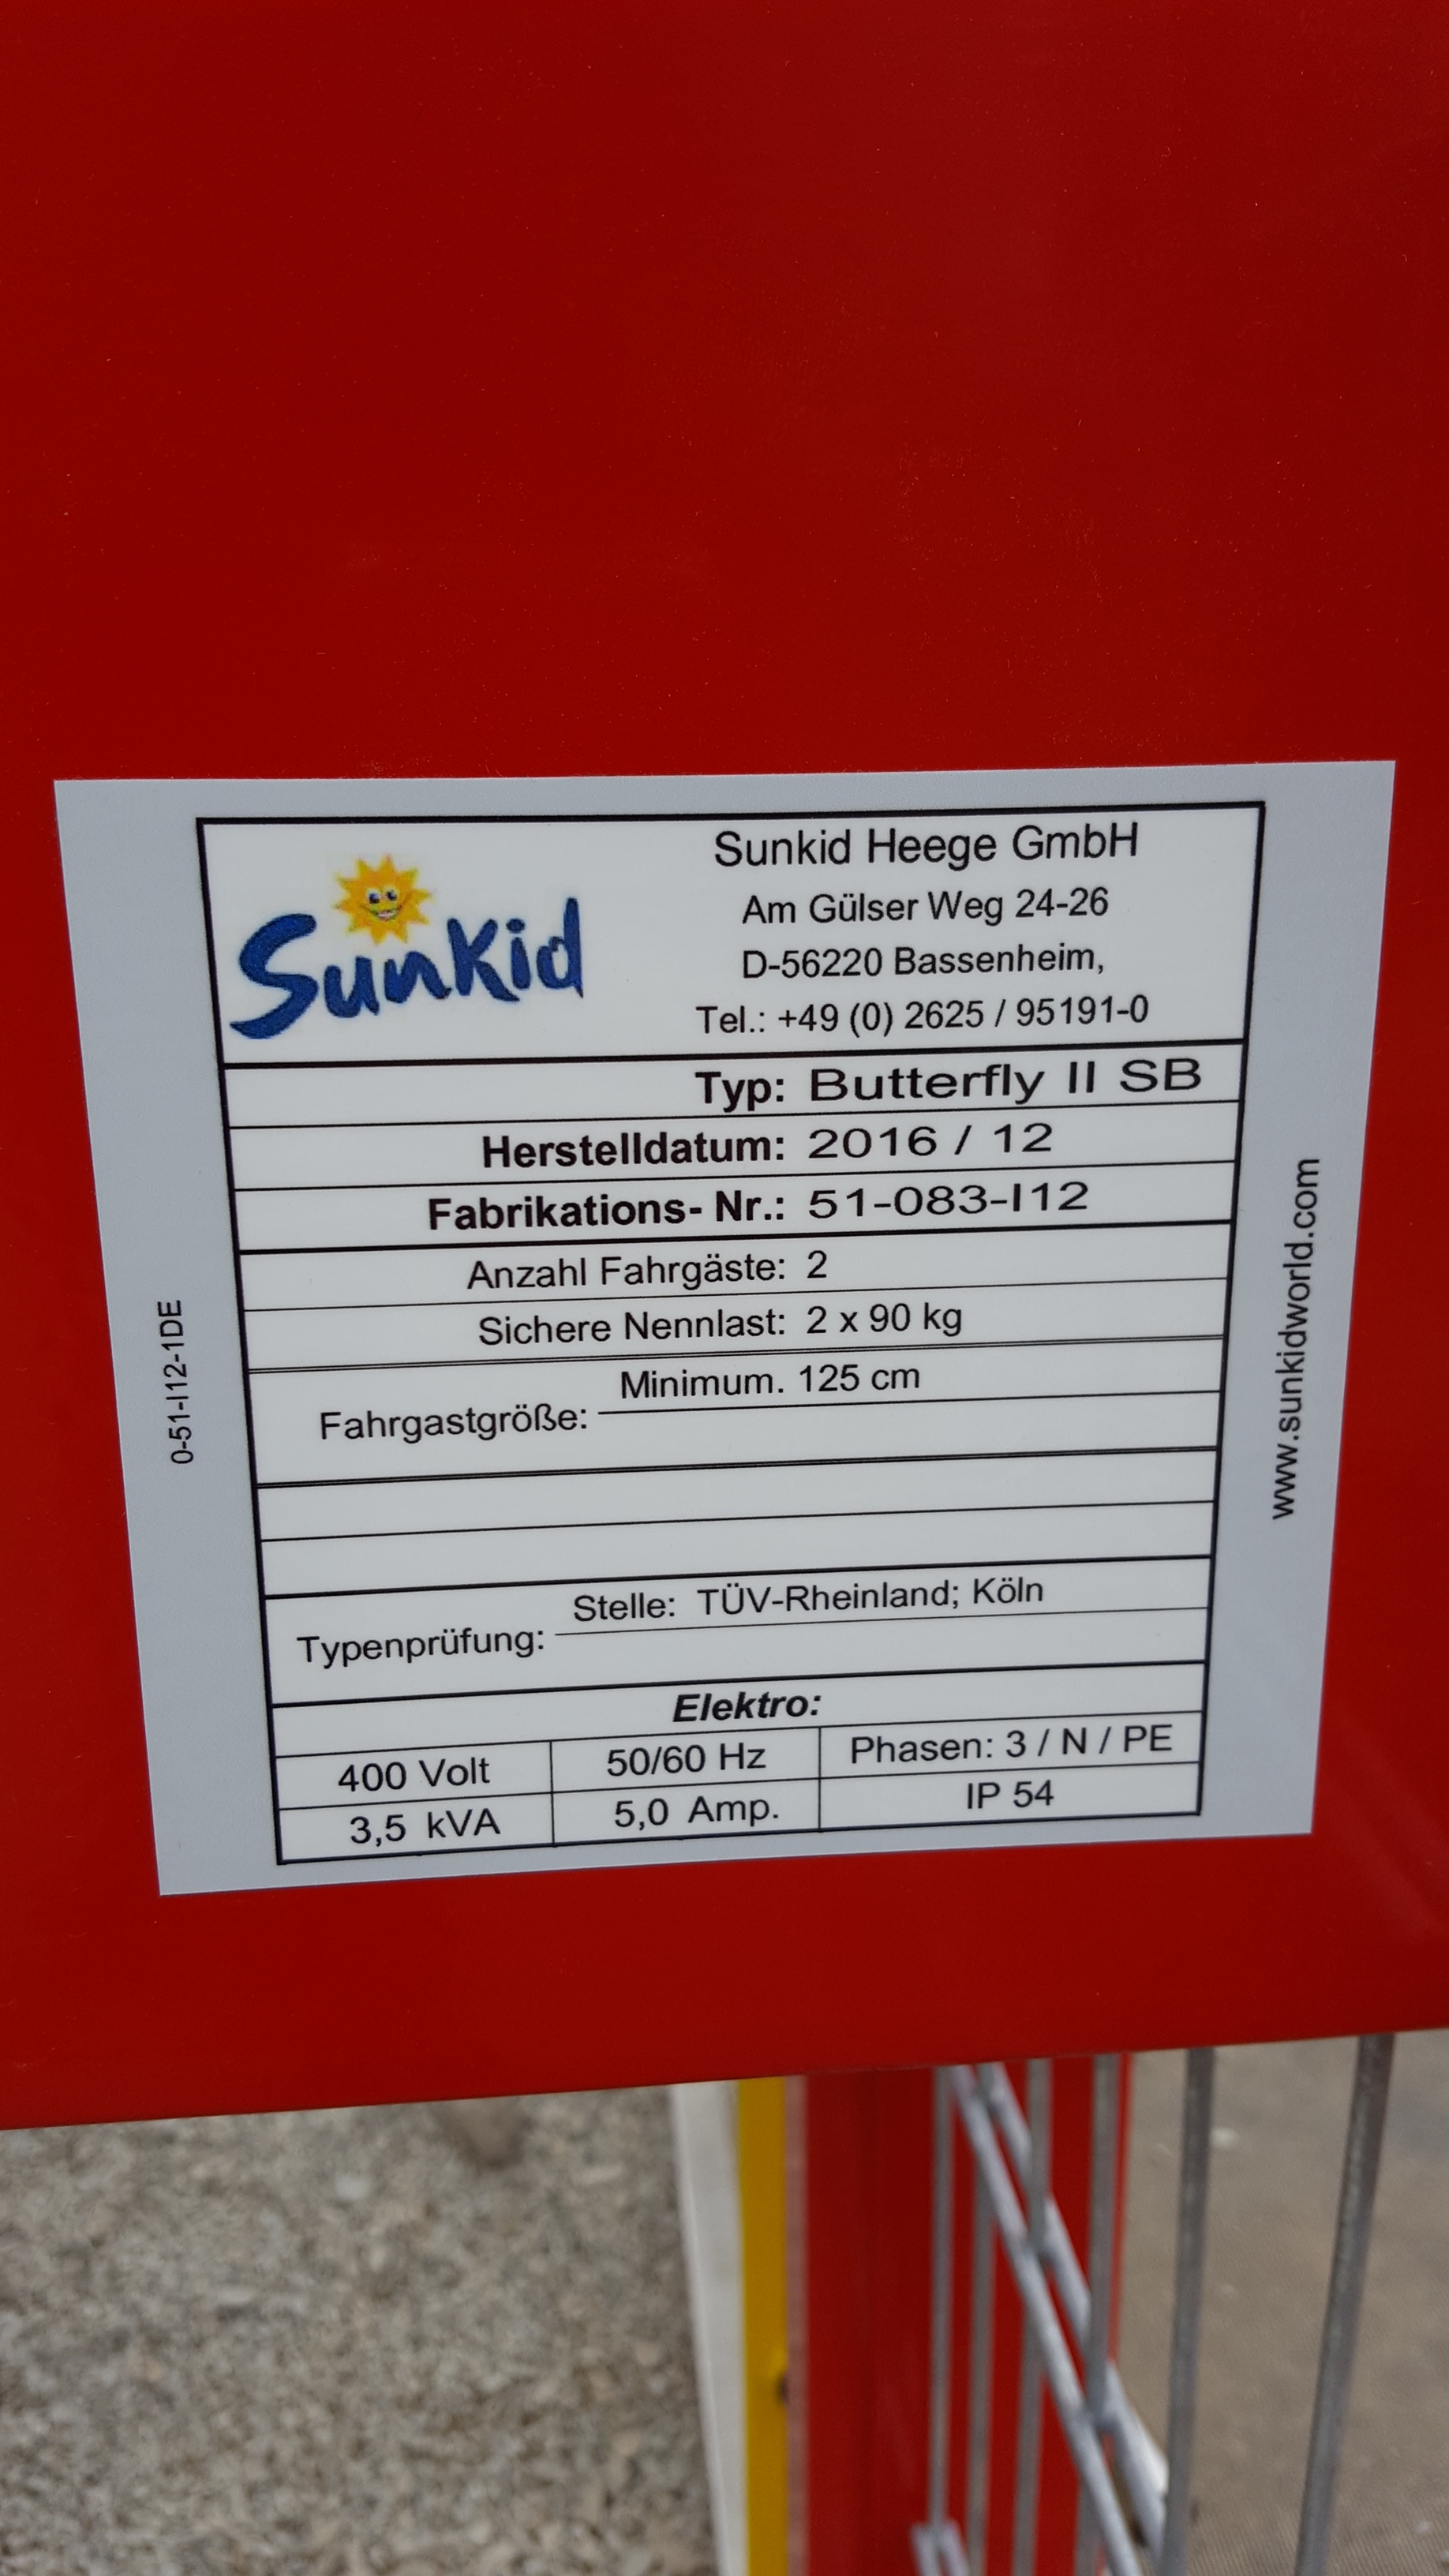 Sunkid
Sunkid Heege GmbH
Am Gülser Weg 24-26
D-56220 Bassenheim,
Tel.: +49 (0) 2625 / 95191-0
Typ: Butterfly II SB
Herstelldatum: 2016 / 12
Fabrikations- Nr.: 51-083-I12
Anzahl Fahrgäste: 2
Sichere Nennlast: 2 x 90 kg
Fahrgastgröße: Minimum. 125 cm
Typenprüfung: Stelle: TÜV-Rheinland; Köln
Elektro:
400 Volt 50/60 Hz Phasen: 3 / N / PE
3,5 kVA 5,0 Amp. IP 54
0-51-I12-1DE
www.sunkidworld.com